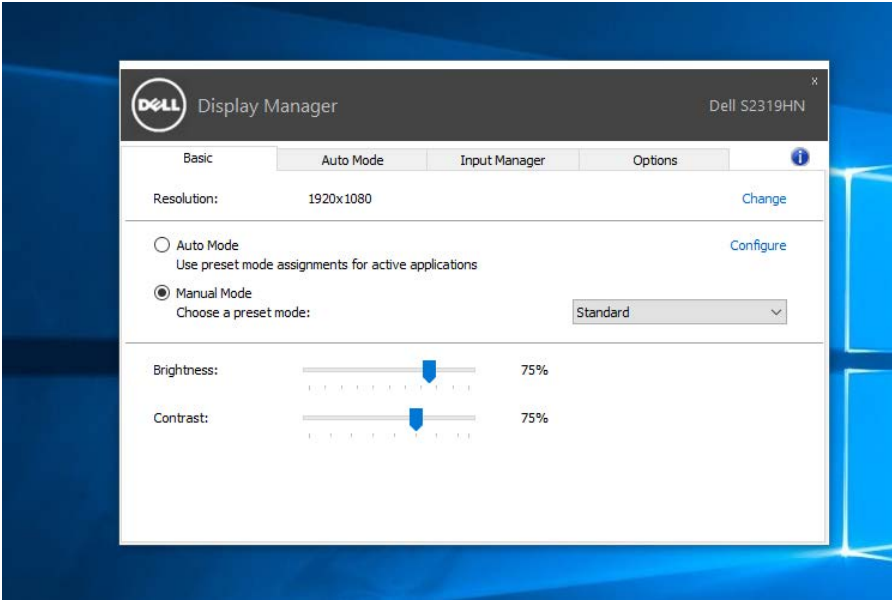 DELL Display Manager
x
Dell S2319HN
Basic Auto Mode Input Manager Options i
Resolution: 1920x1080 Change
Auto Mode Configure
Use preset mode assignments for active applications
Manual Mode
Choose a preset mode: Standard
Brightness: 75%
Contrast: 75%